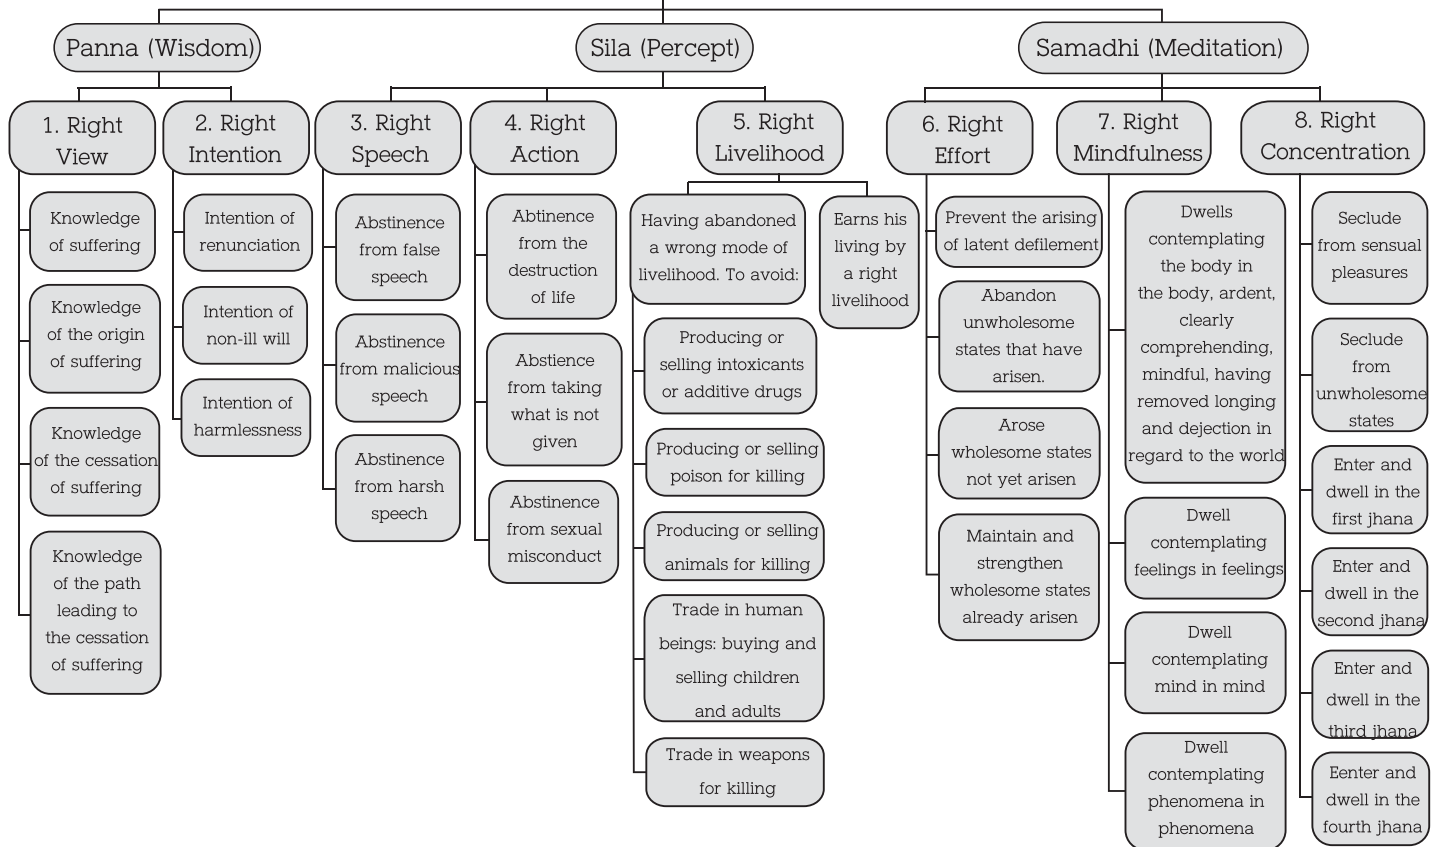 Panna (Wisdom)
Sila (Percept)
Samadhi (Meditation)
1. Right
View
Knowledge
of suffering
Knowledge
of the origin
of suffering
Knowledge
of the cessation
of suffering
Knowledge
of the path
leading to
the cessation
of suffering
2. Right
Intention
Intention of
renunciation
Intention of
non-ill will
Intention of
harmlessness
3. Right
Speech
Abstinence
from false
speech
Abstinence
from malicious
speech
Abstinence
from harsh
speech
4. Right
Action
Abtinence
from the
destruction
of life
Abstience
from taking
what is not
given
Abstinence
from sexual
misconduct
5. Right
Livelihood
Having abandoned
a wrong mode of
livelihood. To avoid:
Producing or
selling intoxicants
or additive drugs
Producing or selling
poison for killing
Producing or selling
animals for killing
Trade in human
beings: buying and
selling children
and adults
Trade in weapons
for killing
Earns his
living by
a right
livelihood
6. Right
Effort
Prevent the arising
of latent defilement
Abandon
unwholesome
states that have
arisen.
Arose
wholesome states
not yet arisen
Maintain and
strengthen
wholesome states
already arisen
7. Right
Mindfulness
Dwells
contemplating
the body in
the body, ardent,
clearly
comprehending,
mindful, having
removed longing
and dejection in
regard to the world
Dwell
contemplating
feelings in feelings
Dwell
contemplating
mind in mind
Dwell
contemplating
phenomena in
phenomena
8. Right
Concentration
Seclude
from sensual
pleasures
Seclude
from
unwholesome
states
Enter and
dwell in the
first jhana
Enter and
dwell in the
second jhana
Enter and
dwell in the
third jhana
Eenter and
dwell in the
fourth jhana